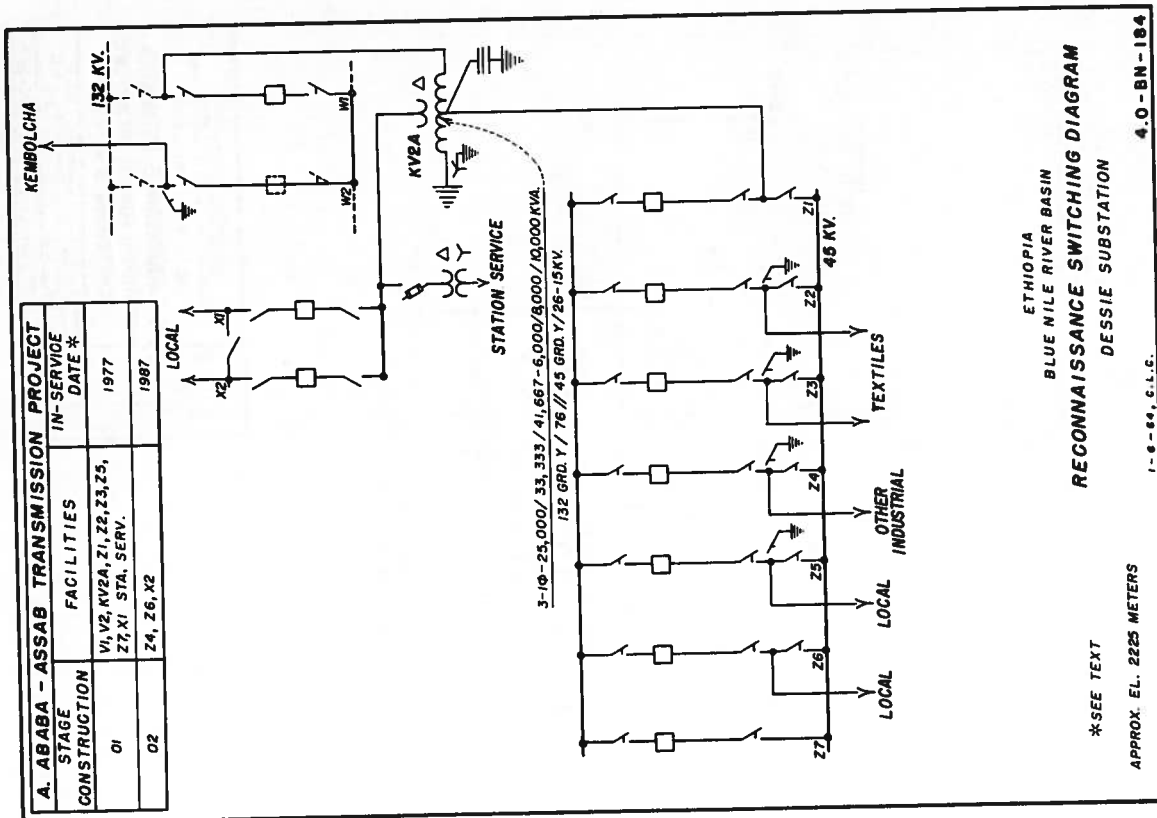 A. ABABA - ASSAB TRANSMISSION PROJECT
STAGE CONSTRUCTION
FACILITIES
IN-SERVICE DATE *
01
V1, V2, KV2A, Z1, Z2, Z3, Z5,
Z7, X1 STA. SERV.
1977
02
Z4, Z6, X2
1987
KEMBOLCHA
132 KV.
W2
W1
LOCAL
X2
X1
KV2A
STATION SERVICE
3-1Φ-25,000/33,333/41,667-6,000/8,000/10,000 KVA.
132 GRD. Y / 76 // 45 GRD. Y / 26-15 KV.
Z7
Z6
Z5
Z4
Z3
Z2
Z1
45 KV.
LOCAL
LOCAL
OTHER
INDUSTRIAL
TEXTILES
*SEE TEXT
APPROX. EL. 2225 METERS
ETHIOPIA
BLUE NILE RIVER BASIN
RECONNAISSANCE SWITCHING DIAGRAM
DESSIE SUBSTATION
1-6-64, C.L.C.
4.0-BN-184